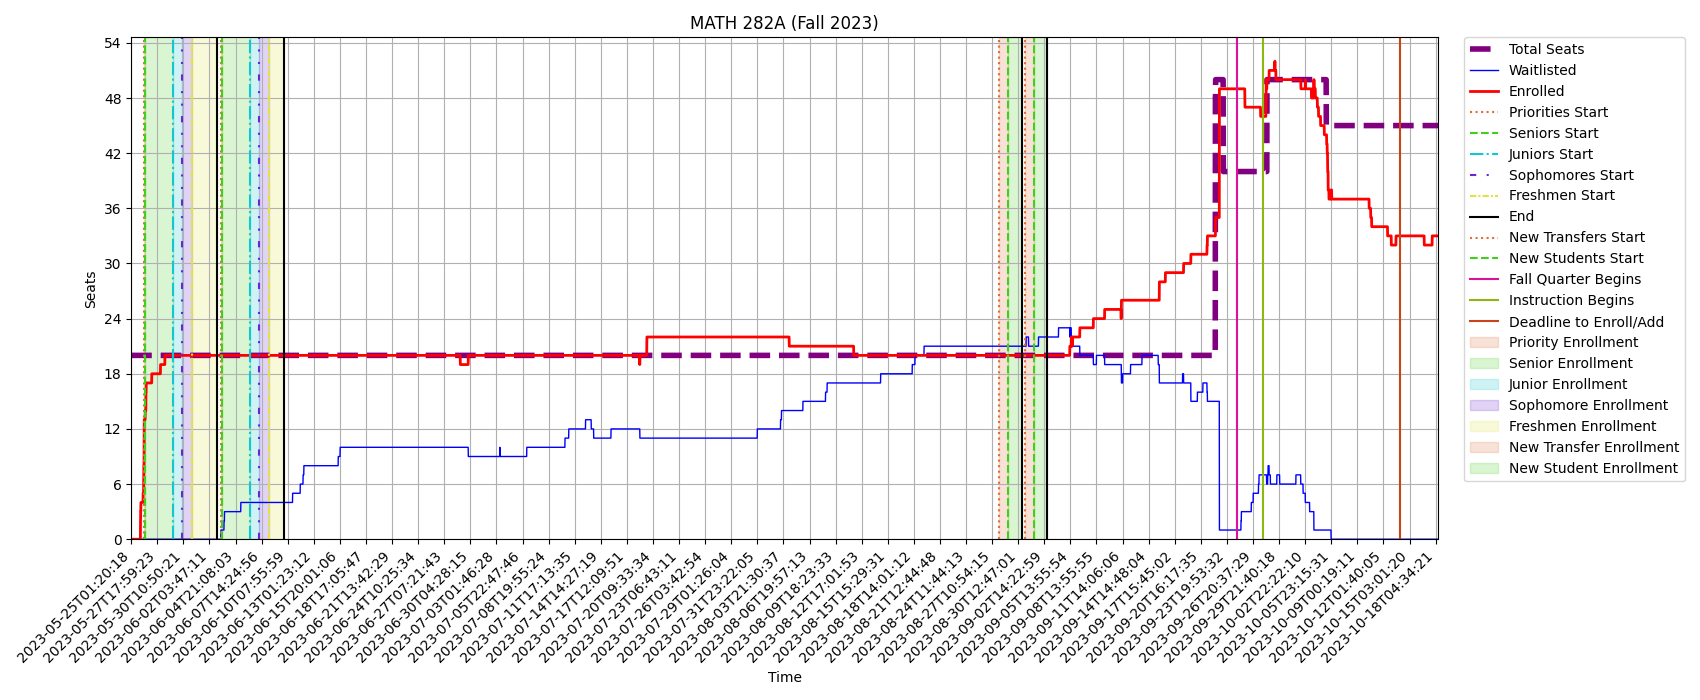 MATH 282A (Fall 2023)
Seats
54
48
42
36
30
24
18
12
6
0
2023-05-25T01:20:18
2023-05-27T17:59:23
2023-05-30T10:50:21
2023-06-02T03:47:11
2023-06-04T21:08:03
2023-06-07T14:24:56
2023-06-10T07:55:59
2023-06-13T01:23:12
2023-06-15T20:01:06
2023-06-18T17:05:47
2023-06-21T13:42:29
2023-06-24T10:25:34
2023-06-27T07:21:43
2023-06-30T04:28:15
2023-07-03T01:46:28
2023-07-05T22:47:46
2023-07-08T19:55:24
2023-07-11T17:13:35
2023-07-14T14:27:19
2023-07-17T12:09:51
2023-07-20T09:33:34
2023-07-23T06:43:11
2023-07-26T03:42:54
2023-07-29T01:26:04
2023-07-31T23:22:05
2023-08-03T21:30:37
2023-08-06T19:57:13
2023-08-09T18:23:33
2023-08-12T17:01:53
2023-08-15T15:29:31
2023-08-18T14:01:12
2023-08-21T12:44:48
2023-08-24T11:44:13
2023-08-27T10:54:15
2023-08-30T12:47:01
2023-09-02T14:22:59
2023-09-05T13:55:54
2023-09-08T13:55:55
2023-09-11T14:06:06
2023-09-14T14:48:04
2023-09-17T15:45:02
2023-09-20T16:17:35
2023-09-23T19:53:32
2023-09-26T20:37:29
2023-09-29T21:40:18
2023-10-02T22:22:10
2023-10-05T23:15:31
2023-10-09T00:19:11
2023-10-12T01:40:05
2023-10-15T03:01:20
2023-10-18T04:34:21
Time
Total Seats
Waitlisted
Enrolled
Priorities Start
Seniors Start
Juniors Start
Sophomores Start
Freshmen Start
End
New Transfers Start
New Students Start
Fall Quarter Begins
Instruction Begins
Deadline to Enroll/Add
Priority Enrollment
Senior Enrollment
Junior Enrollment
Sophomore Enrollment
Freshmen Enrollment
New Transfer Enrollment
New Student Enrollment